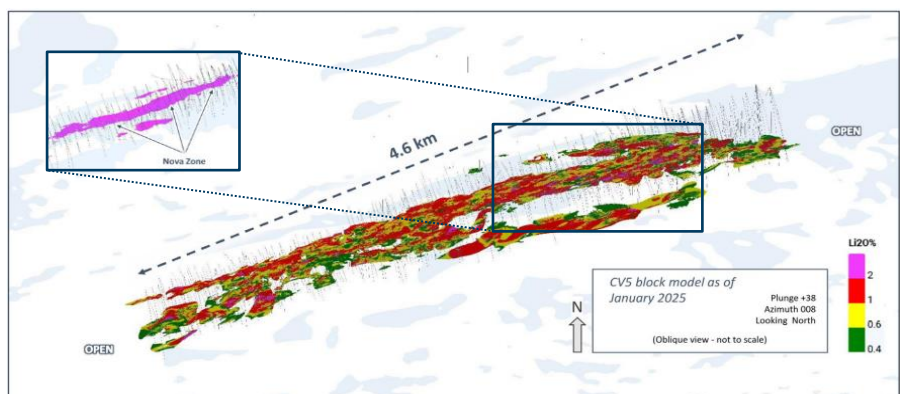 Nova Zone
4.6 km
OPEN
OPEN
Li20%
2
1
0.6
0.4
CV5 block model as of
January 2025
Plunge +38
Azimuth 008
Looking North
(Oblique view - not to scale)
N